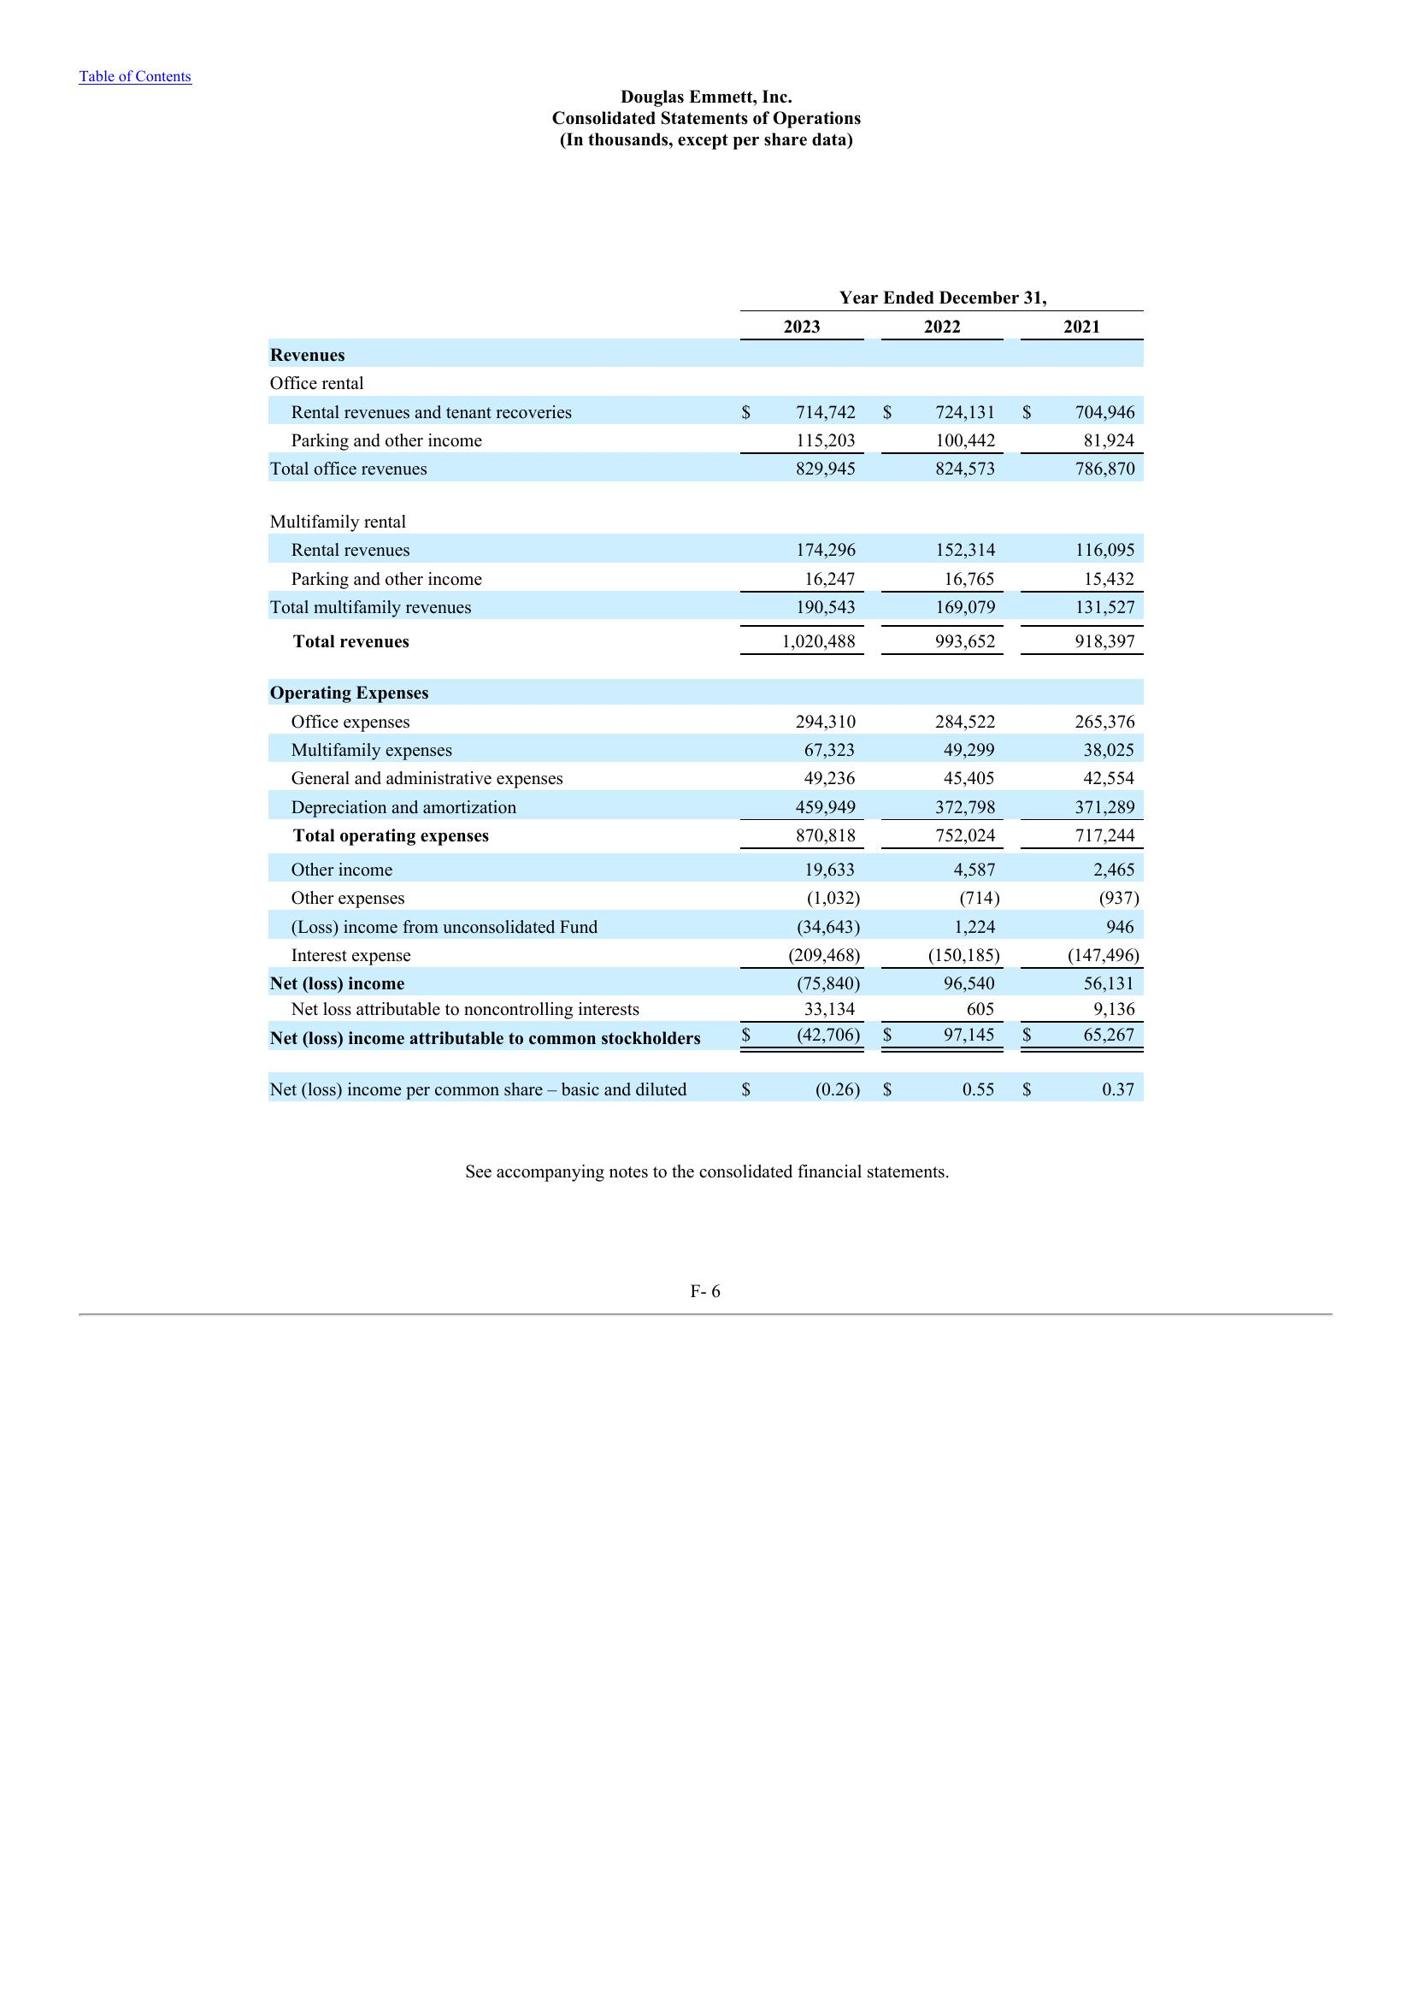 Table of Contents
Douglas Emmett, Inc.
Consolidated Statements of Operations
(In thousands, except per share data)
Year Ended December 31,
2023 2022 2021
Revenues
Office rental
Rental revenues and tenant recoveries $ 714,742 $ 724,131 $ 704,946
Parking and other income 115,203 100,442 81,924
Total office revenues 829,945 824,573 786,870
Multifamily rental
Rental revenues 174,296 152,314 116,095
Parking and other income 16,247 16,765 15,432
Total multifamily revenues 190,543 169,079 131,527
Total revenues 1,020,488 993,652 918,397
Operating Expenses
Office expenses 294,310 284,522 265,376
Multifamily expenses 67,323 49,299 38,025
General and administrative expenses 49,236 45,405 42,554
Depreciation and amortization 459,949 372,798 371,289
Total operating expenses 870,818 752,024 717,244
Other income 19,633 4,587 2,465
Other expenses (1,032) (714) (937)
(Loss) income from unconsolidated Fund (34,643) 1,224 946
Interest expense (209,468) (150,185) (147,496)
Net (loss) income (75,840) 96,540 56,131
Net loss attributable to noncontrolling interests 33,134 605 9,136
Net (loss) income attributable to common stockholders $ (42,706) $ 97,145 $ 65,267
Net (loss) income per common share – basic and diluted $ (0.26) $ 0.55 $ 0.37
See accompanying notes to the consolidated financial statements.
F- 6